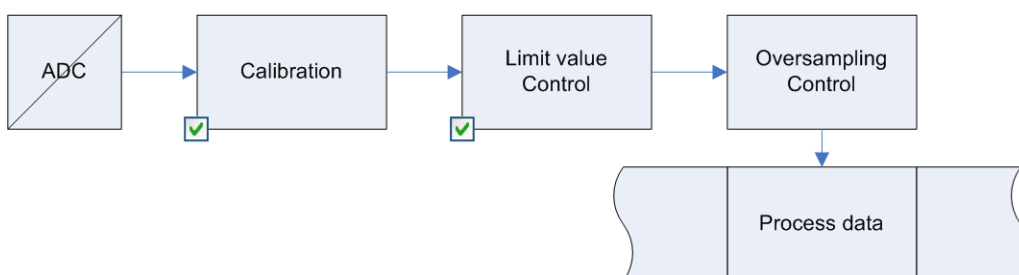 ADC
Calibration
Limit value
Control
Oversampling
Control
Process data